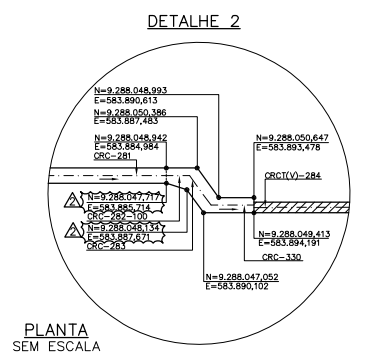 DETALHE 2
N=9.288.048,993
E=583.890,613
N=9.288.050,386
E=583.887,483
N=9.288.048,942
E=583.884,984
CRC-281
N=9.288.050,647
E=583.893,478
CRCT(V)-284
2
N=9.288.047,717
E=583.885,714
CRC-282-100
2
N=9.288.048,134
E=583.887,671
CRC-283
N=9.288.049,413
E=583.894,191
CRC-330
N=9.288.047,052
E=583.890,102
PLANTA
SEM ESCALA